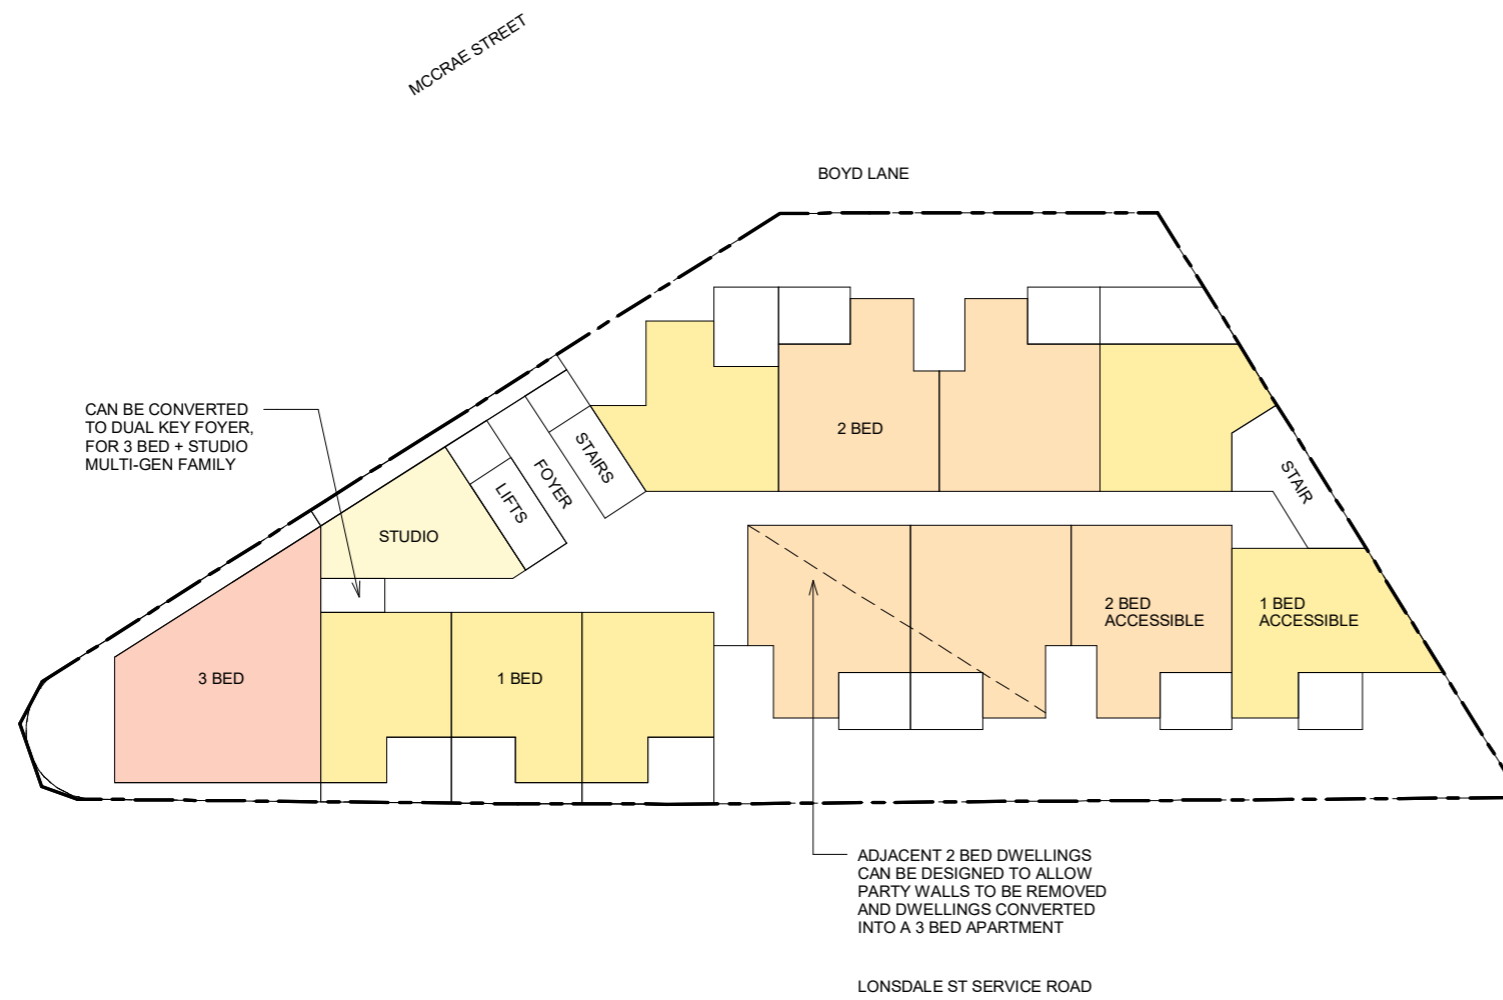 MCCRAE STREET
BOYD LANE
CAN BE CONVERTED
TO DUAL KEY FOYER,
FOR 3 BED + STUDIO
MULTI-GEN FAMILY
2 BED
STAIRS
FOYER
LIFTS
STAIR
STUDIO
2 BED
ACCESSIBLE
1 BED
ACCESSIBLE
3 BED
1 BED
ADJACENT 2 BED DWELLINGS
CAN BE DESIGNED TO ALLOW
PARTY WALLS TO BE REMOVED
AND DWELLINGS CONVERTED
INTO A 3 BED APARTMENT
LONSDALE ST SERVICE ROAD